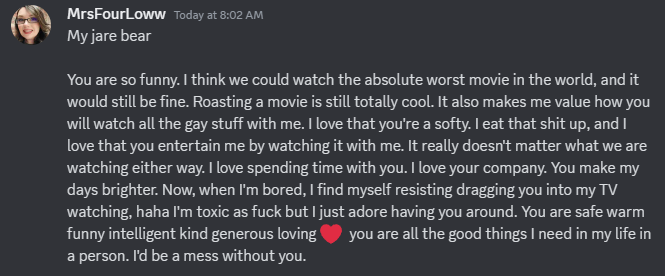 MrsFourLoww Today at 8:02 AM
My jare bear
You are so funny. I think we could watch the absolute worst movie in the world, and it
would still be fine. Roasting a movie is still totally cool. It also makes me value how you
will watch all the gay stuff with me. I love that you're a softy. I eat that shit up, and I
love that you entertain me by watching it with me. It really doesn't matter what we are
watching either way. I love spending time with you. I love your company. You make my
days brighter. Now, when I'm bored, I find myself resisting dragging you into my TV
watching, haha I'm toxic as fuck but I just adore having you around. You are safe warm
funny intelligent kind generous loving ❤️ you are all the good things I need in my life in
a person. I'd be a mess without you.